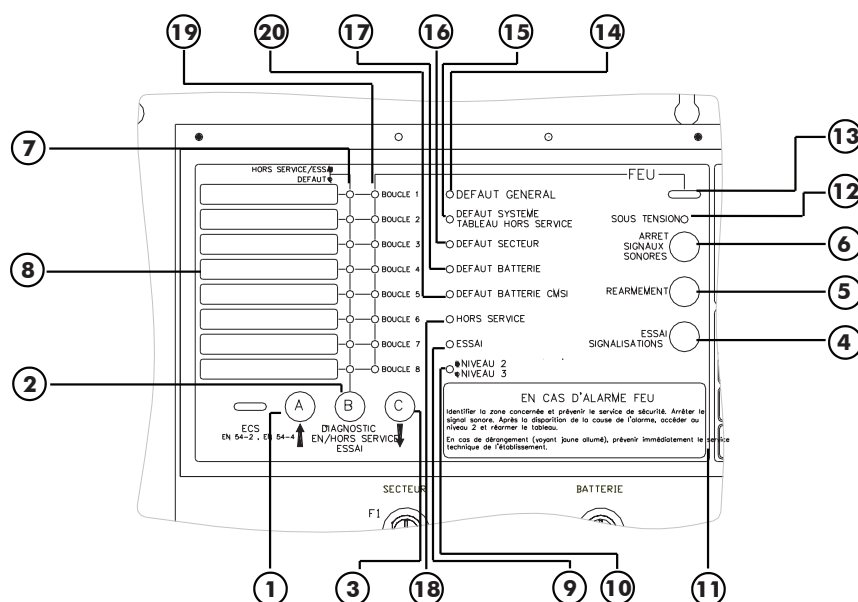 19
20
17
16
15
14
7
13
12
6
8
5
4
2
1
3
18
9
10
11
HORS SERVICE/ESSAI
DEFAUT
FEU
BOUCLE 1
BOUCLE 2
BOUCLE 3
BOUCLE 4
BOUCLE 5
BOUCLE 6
BOUCLE 7
BOUCLE 8
DEFAUT GENERAL
DEFAUT SYSTEME
TABLEAU HORS SERVICE
DEFAUT SECTEUR
DEFAUT BATTERIE
DEFAUT BATTERIE CMSI
HORS SERVICE
ESSAI
NIVEAU 2
NIVEAU 3
SOUS TENSION
ARRET
SIGNAUX
SONORES
REARMEMENT
ESSAI
SIGNALISATIONS
A
B
C
ECS
EN 54-2 . EN 54-4
DIAGNOSTIC
EN/HORS SERVICE
ESSAI
EN CAS D'ALARME FEU
Identifier la zone concernée et prévenir le service de sécurité. Arrêter le
signal sonore. Après la disparition de la cause de l'alarme, accéder au
niveau 2 et réarmer le tableau.
En cas de dérangement (voyant jaune allumé), prévenir immédiatement le service
technique de l'établissement.
SECTEUR
F1
BATTERIE